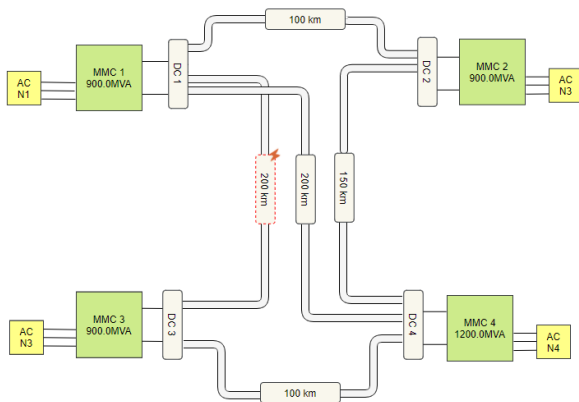 100 km
MMC 1
900.0MVA
DC 1
DC 2
MMC 2
900.0MVA
AC
N1
AC
N3
200 km
200 km
150 km
MMC 3
900.0MVA
DC 3
DC 4
MMC 4
1200.0MVA
AC
N3
AC
N4
100 km